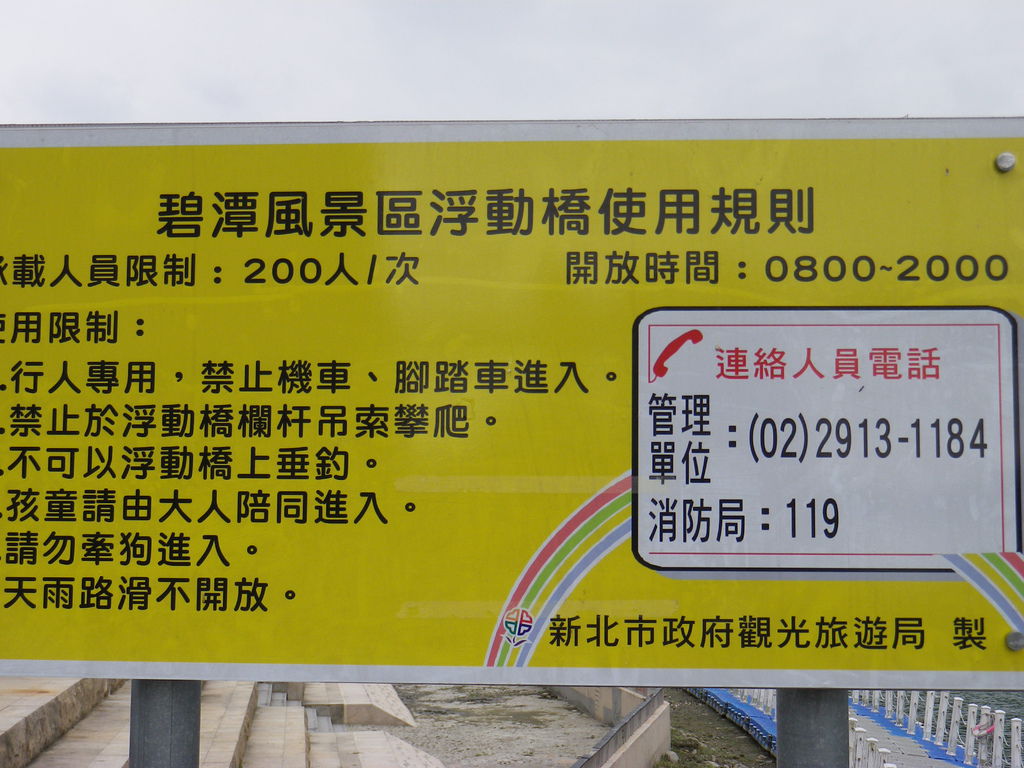 碧潭風景區浮動橋使用規則
承載人員限制：200人/次　開放時間：0800~2000
使用限制：
.行人專用，禁止機車、腳踏車進入。
.禁止於浮動橋欄杆吊索攀爬。
.不可以浮動橋上垂釣。
.孩童請由大人陪同進入。
.請勿牽狗進入。
天雨路滑不開放。
連絡人員電話
管理單位：(02)2913-1184
消防局：119
新北市政府觀光旅遊局 製